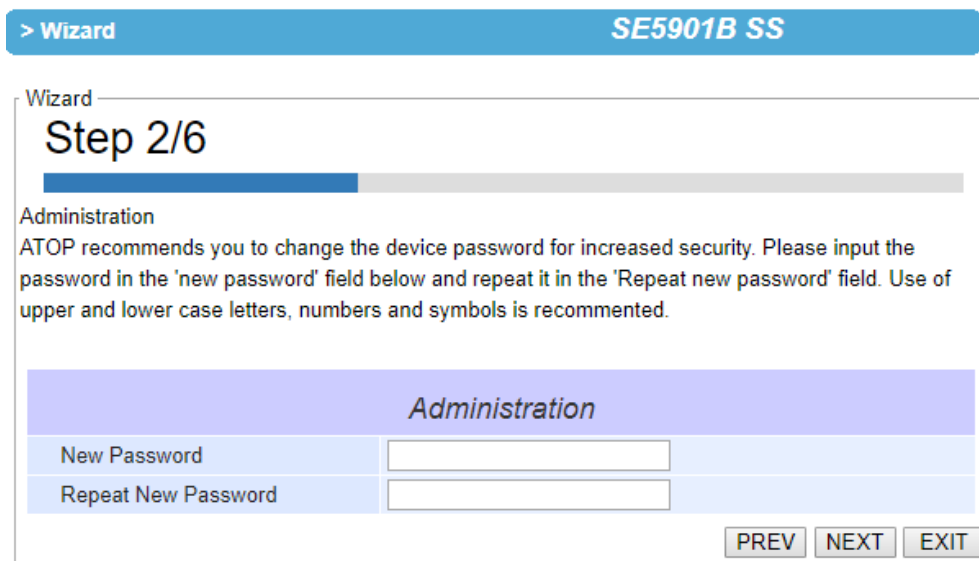 > Wizard
SE5901B SS
Wizard
Step 2/6
Administration
ATOP recommends you to change the device password for increased security. Please input the
password in the 'new password' field below and repeat it in the 'Repeat new password' field. Use of
upper and lower case letters, numbers and symbols is recommented.
Administration
New Password
Repeat New Password
PREV NEXT EXIT